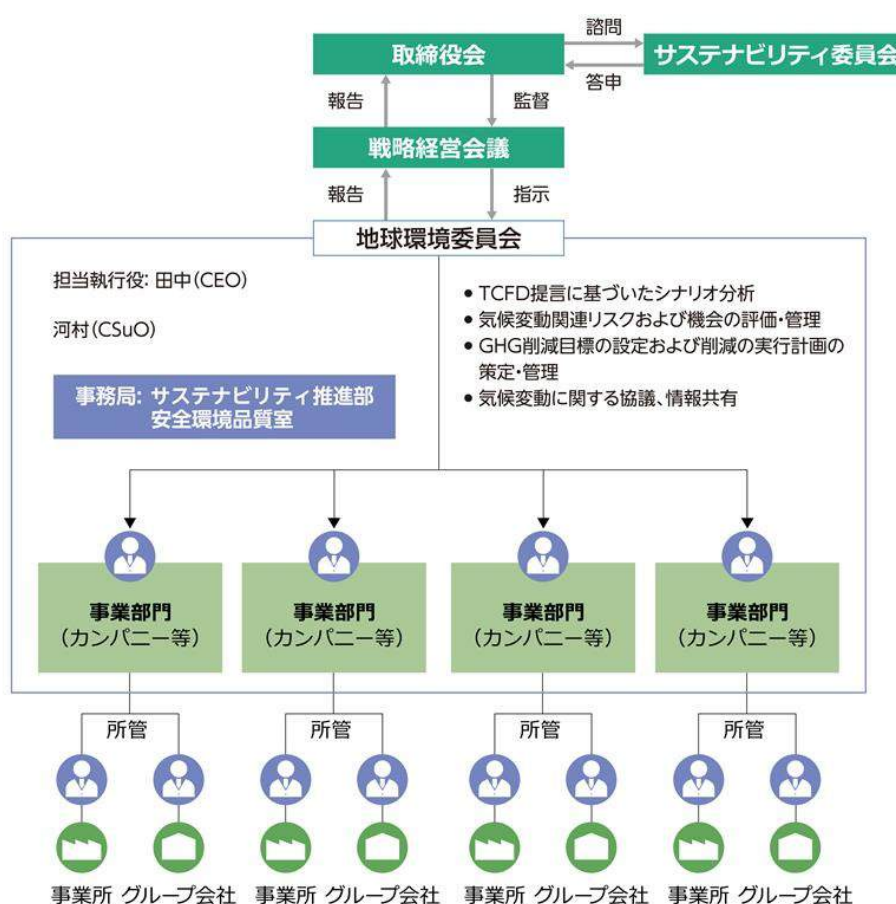 諮問
取締役会
サステナビリティ委員会
答申
報告
監督
戦略経営会議
報告
指示
地球環境委員会
担当執行役: 田中(CEO)
河村(CSuO)
事務局: サステナビリティ推進部
安全環境品質室
• TCFD提言に基づいたシナリオ分析
• 気候変動関連リスクおよび機会の評価・管理
• GHG削減目標の設定および削減の実行計画の
策定・管理
• 気候変動に関する協議、情報共有
事業部門 事業部門 事業部門 事業部門
(カンパニー等) (カンパニー等) (カンパニー等) (カンパニー等)
所管 所管 所管 所管
事業所 グループ会社 事業所 グループ会社 事業所 グループ会社 事業所 グループ会社